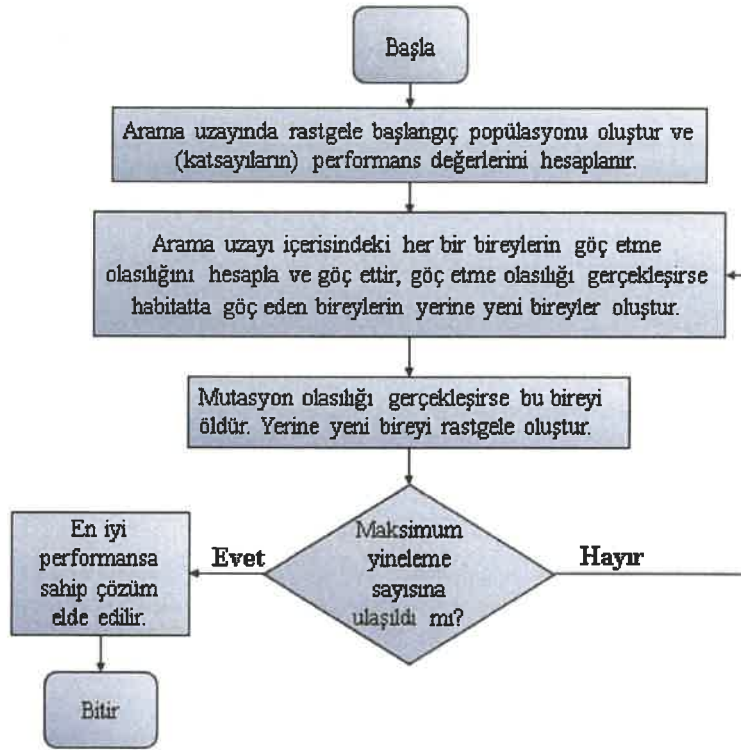 Başla
Arama uzayında rastgele başlangıç popülasyonu oluştur ve
(katsayıların) performans değerlerini hesaplanır.
Arama uzayı içerisindeki her bir bireylerin göç etme
olasılığını hesapla ve göç ettir, göç etme olasılığı gerçekleşirse
habitatta göç eden bireylerin yerine yeni bireyler oluştur.
Mutasyon olasılığı gerçekleşirse bu bireyi
öldür. Yerine yeni bireyi rastgele oluştur.
Maksimum
yineleme
sayısına
ulaşıldı mı?
Evet
Hayır
En iyi
performansa
sahip çözüm
elde edilir.
Bitir